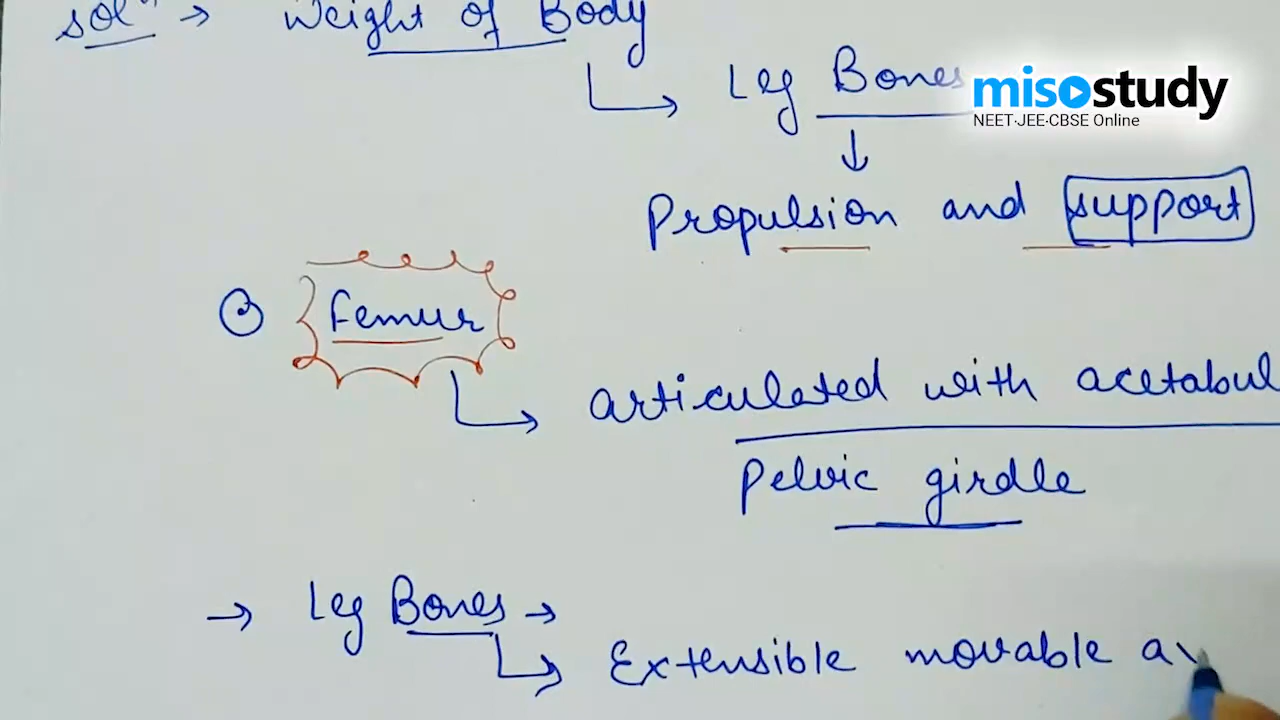 solⁿ → Weight of Body
↳ Leg Bones
misostudy
NEET·JEE·CBSE Online
↓
Propulsion and support
Femur
↳ articulated with acetabul
Pelvic girdle
→ Leg Bones →
↳ Extensible movable a